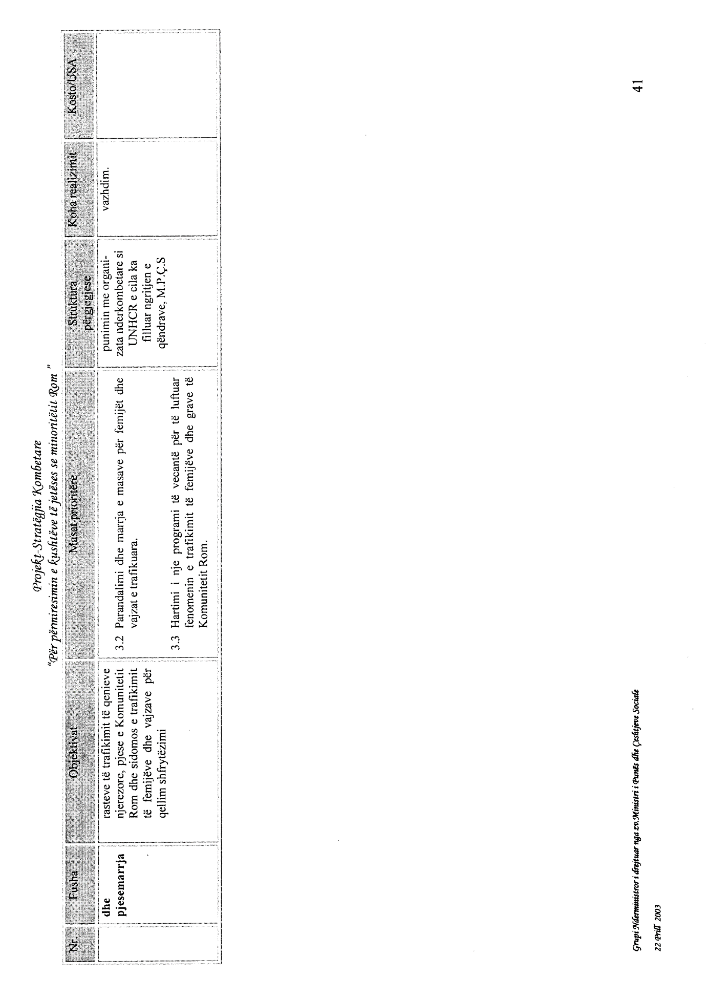 Projekt-Stratëgjia Kombetare
“Për përmiresimin e kushtëve të jetëses se minoritëtit Rom ”
Nr.
Fusha
Objektivat
Masat prioritëre
Struktura
përgjegjese
Koha realizimit
Kosto/USA
dhe
pjesemarrja
rasteve të trafikimit të qenieve
njerezore, pjese e Komunitetit
Rom dhe sidomos e trafikimit
të femijëve dhe vajzave për
qellim shfrytëzimi
3.2 Parandalimi dhe marrja e masave për femijët dhe
vajzat e trafikuara.
3.3 Hartimi i nje programi të vecantë për të luftuar
fenomenin e trafikimit të femijëve dhe grave të
Komunitetit Rom.
punimin me organi-
zata nderkombetare si
UNHCR e cila ka
filluar ngritjen e
qëndrave, M.P.Ç.S
vazhdim.
Grupi Nderministror i drejtuar nga zv.Ministri i Punës dhe Çeshtjeve Sociale
41
22 Prill 2003